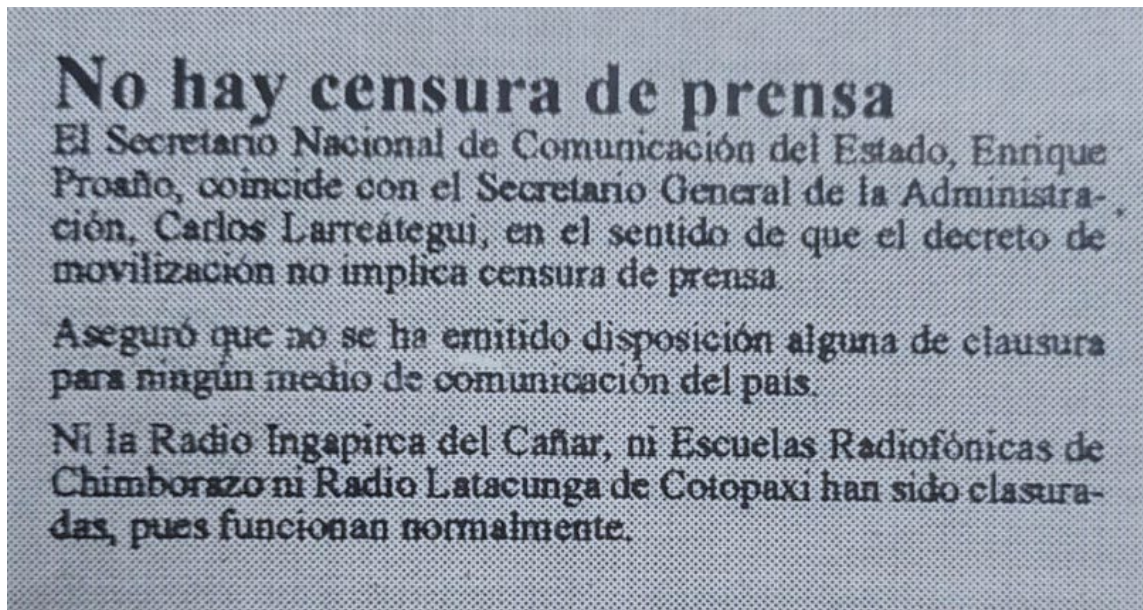 No hay censura de prensa
El Secretario Nacional de Comunicación del Estado, Enrique
Proaño, coincide con el Secretario General de la Administra-
ción, Carlos Larreátegui, en el sentido de que el decreto de
movilización no implica censura de prensa.
Aseguró que no se ha emitido disposición alguna de clausura
para ningún medio de comunicación del país.
Ni la Radio Ingapirca del Cañar, ni Escuelas Radiofónicas de
Chimborazo ni Radio Latacunga de Cotopaxi han sido clasura-
das, pues funcionan normalmente.